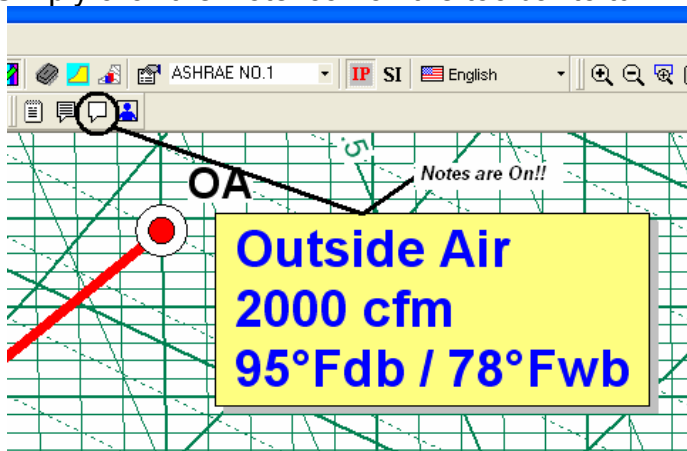 ASHRAE NO.1 IP SI English
.5
OA
Notes are On!!
Outside Air
2000 cfm
95°Fdb / 78°Fwb